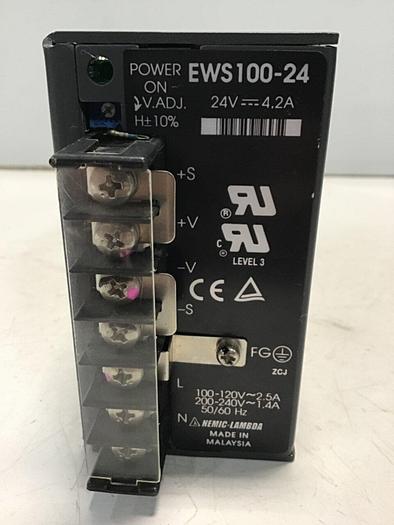 POWER ON
EWS100-24
V.ADJ.
H±10%
24V⎓4.2A
+S
+V
-V
-S
R
c
LEVEL 3
CE
FG
ZCJ
L
100-120V~2.5A
200-240V~1.4A
50/60 Hz
N
NEMIC-LAMBDA
MADE IN
MALAYSIA